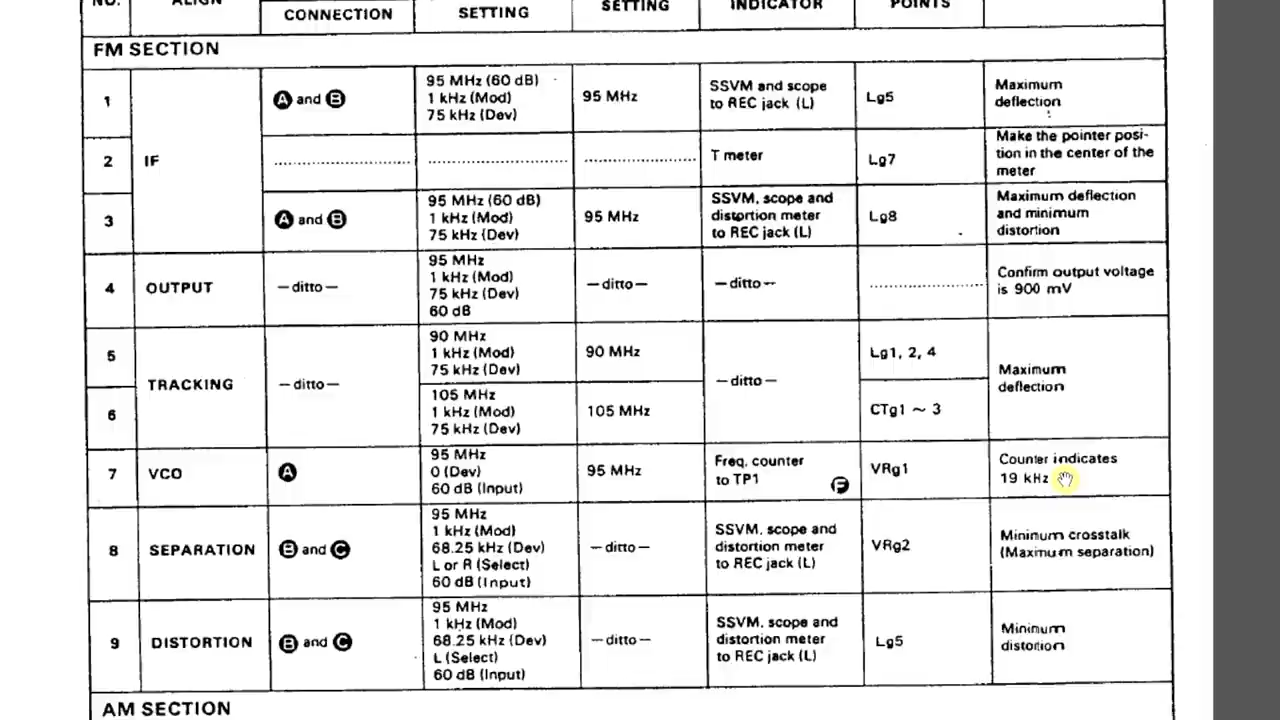 NO.
ALIGN
CONNECTION
SETTING
SETTING
INDICATOR
POINTS
FM SECTION
1
IF
A and B
95 MHz (60 dB)
1 kHz (Mod)
75 kHz (Dev)
95 MHz
SSVM and scope
to REC jack (L)
Lg5
Maximum
deflection
2
T meter
Lg7
Make the pointer posi-
tion in the center of the
meter
3
A and B
95 MHz (60 dB)
1 kHz (Mod)
75 kHz (Dev)
95 MHz
SSVM, scope and
distortion meter
to REC jack (L)
Lg8
Maximum deflection
and minimum
distortion
4
OUTPUT
—ditto—
95 MHz
1 kHz (Mod)
75 kHz (Dev)
60 dB
—ditto—
—ditto—
Confirm output voltage
is 900 mV
5
TRACKING
—ditto—
90 MHz
1 kHz (Mod)
75 kHz (Dev)
90 MHz
—ditto—
Lg1, 2, 4
Maximum
deflection
6
105 MHz
1 kHz (Mod)
75 kHz (Dev)
105 MHz
CTg1 ~ 3
7
VCO
A
95 MHz
0 (Dev)
60 dB (Input)
95 MHz
Freq. counter
to TP1
F
VRg1
Counter indicates
19 kHz
8
SEPARATION
B and C
95 MHz
1 kHz (Mod)
68.25 kHz (Dev)
L or R (Select)
60 dB (Input)
—ditto—
SSVM, scope and
distortion meter
to REC jack (L)
VRg2
Minimum crosstalk
(Maximum separation)
9
DISTORTION
B and C
95 MHz
1 kHz (Mod)
68.25 kHz (Dev)
L (Select)
60 dB (Input)
—ditto—
SSVM, scope and
distortion meter
to REC jack (L)
Lg5
Minimum
distortion
AM SECTION